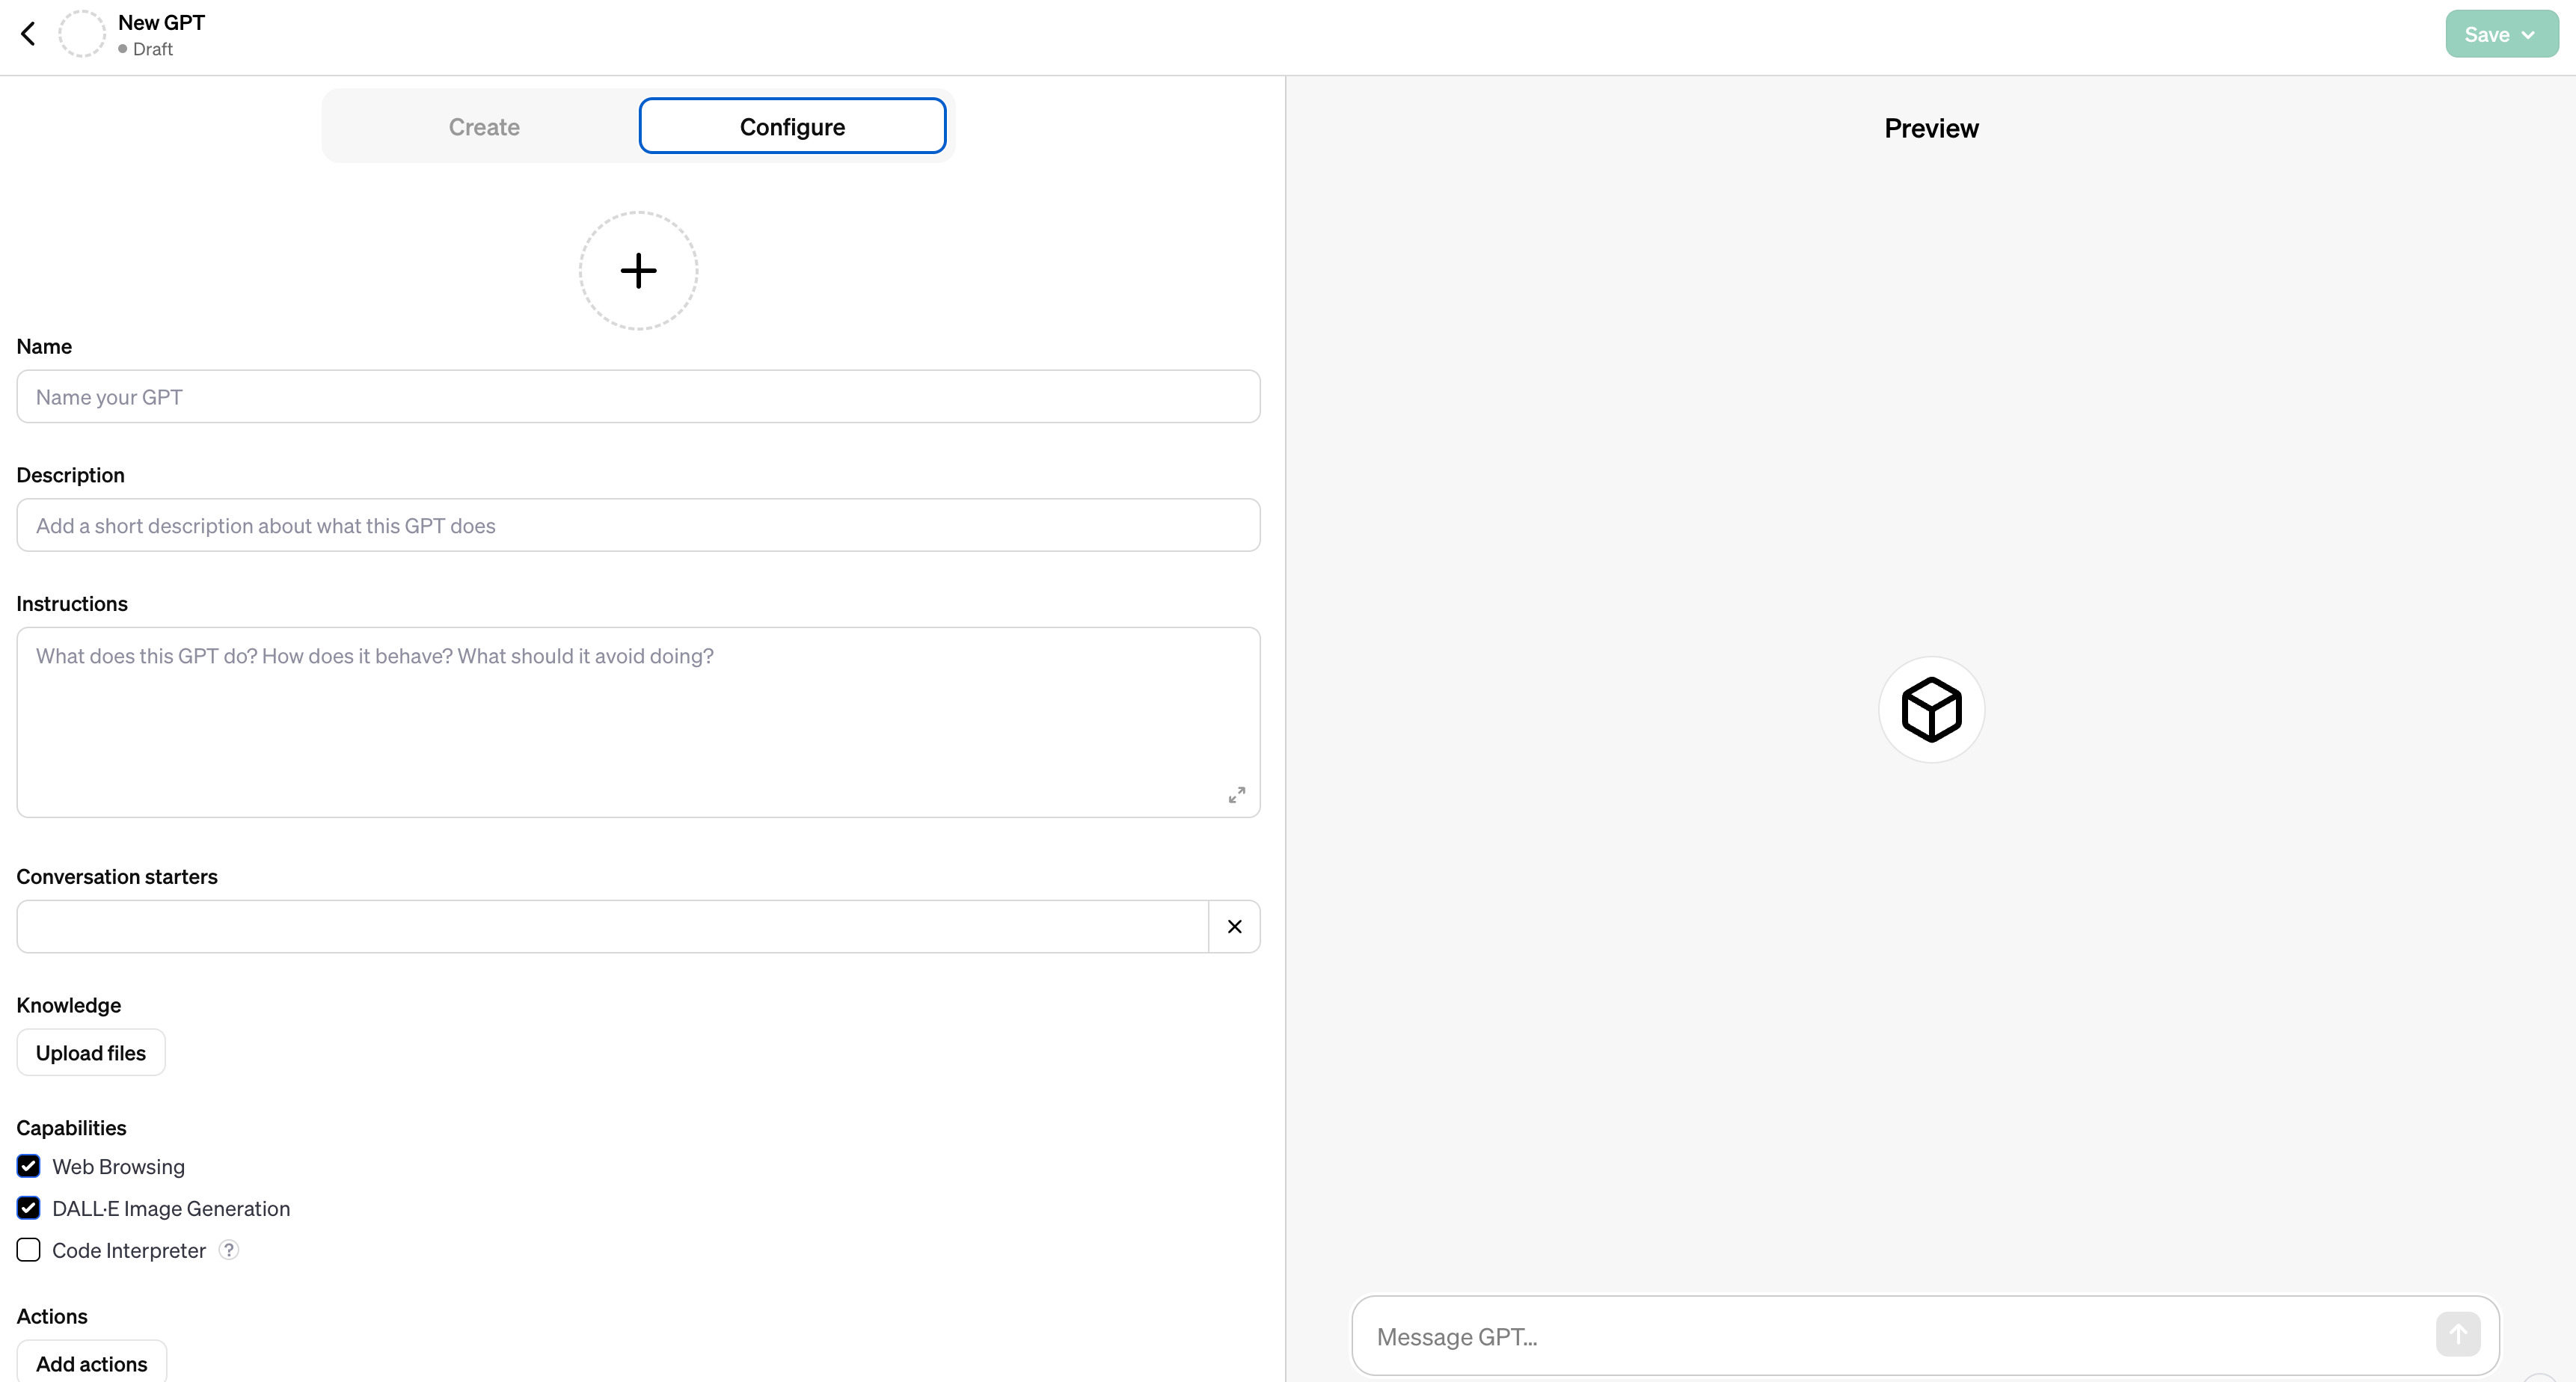 New GPT
Draft
Save
Create
Configure
Preview
Name
Name your GPT
Description
Add a short description about what this GPT does
Instructions
What does this GPT do? How does it behave? What should it avoid doing?
Conversation starters
Knowledge
Upload files
Capabilities
Web Browsing
DALL·E Image Generation
Code Interpreter ?
Actions
Add actions
Message GPT…